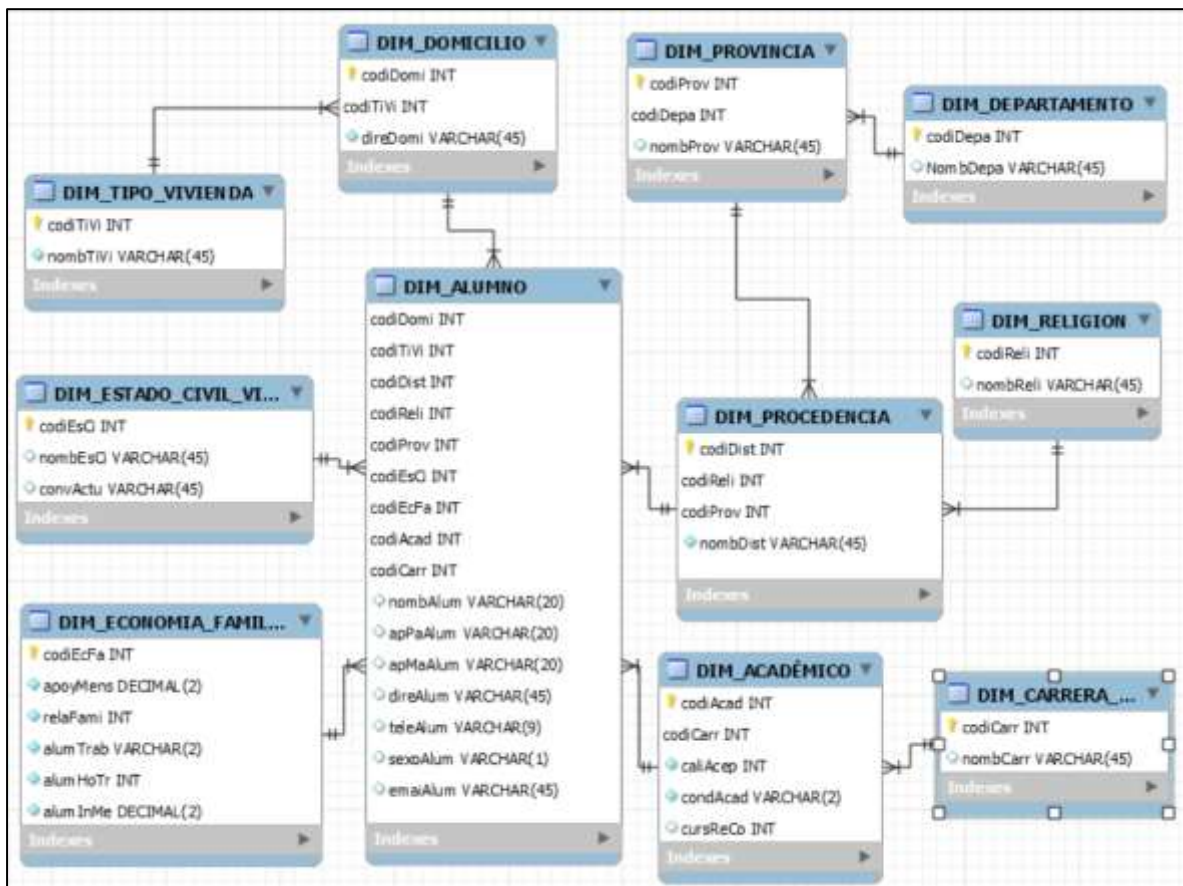 DIM_DOMICILIO
codiDomi INT
codiTiVi INT
direDomi VARCHAR(45)
Indexes
DIM_PROVINCIA
codiProv INT
codiDepa INT
nombProv VARCHAR(45)
Indexes
DIM_DEPARTAMENTO
codiDepa INT
NombDepa VARCHAR(45)
Indexes
DIM_TIPO_VIVIENDA
codiTiVi INT
nombTiVi VARCHAR(45)
Indexes
DIM_ALUMNO
codiDomi INT
codiTiVi INT
codiDist INT
codiReli INT
codiProv INT
codiEsCi INT
codiEcFa INT
codiAcad INT
codiCarr INT
nombAlum VARCHAR(20)
apPaAlum VARCHAR(20)
apMaAlum VARCHAR(20)
direAlum VARCHAR(45)
teleAlum VARCHAR(9)
sexoAlum VARCHAR(1)
emaiAlum VARCHAR(45)
Indexes
DIM_RELIGION
codiReli INT
nombReli VARCHAR(45)
Indexes
DIM_ESTADO_CIVIL_VI...
codiEsCi INT
nombEsCi VARCHAR(45)
convActu VARCHAR(45)
Indexes
DIM_PROCEDENCIA
codiDist INT
codiReli INT
codiProv INT
nombDist VARCHAR(45)
Indexes
DIM_ECONOMIA_FAMIL...
codiEcFa INT
apoyMens DECIMAL(2)
relaFami INT
alumTrab VARCHAR(2)
alumHoTr INT
alumInMe DECIMAL(2)
Indexes
DIM_ACADÉMICO
codiAcad INT
codiCarr INT
caliAcep INT
condAcad VARCHAR(2)
cursReCo INT
Indexes
DIM_CARRERA_...
codiCarr INT
nombCarr VARCHAR(45)
Indexes